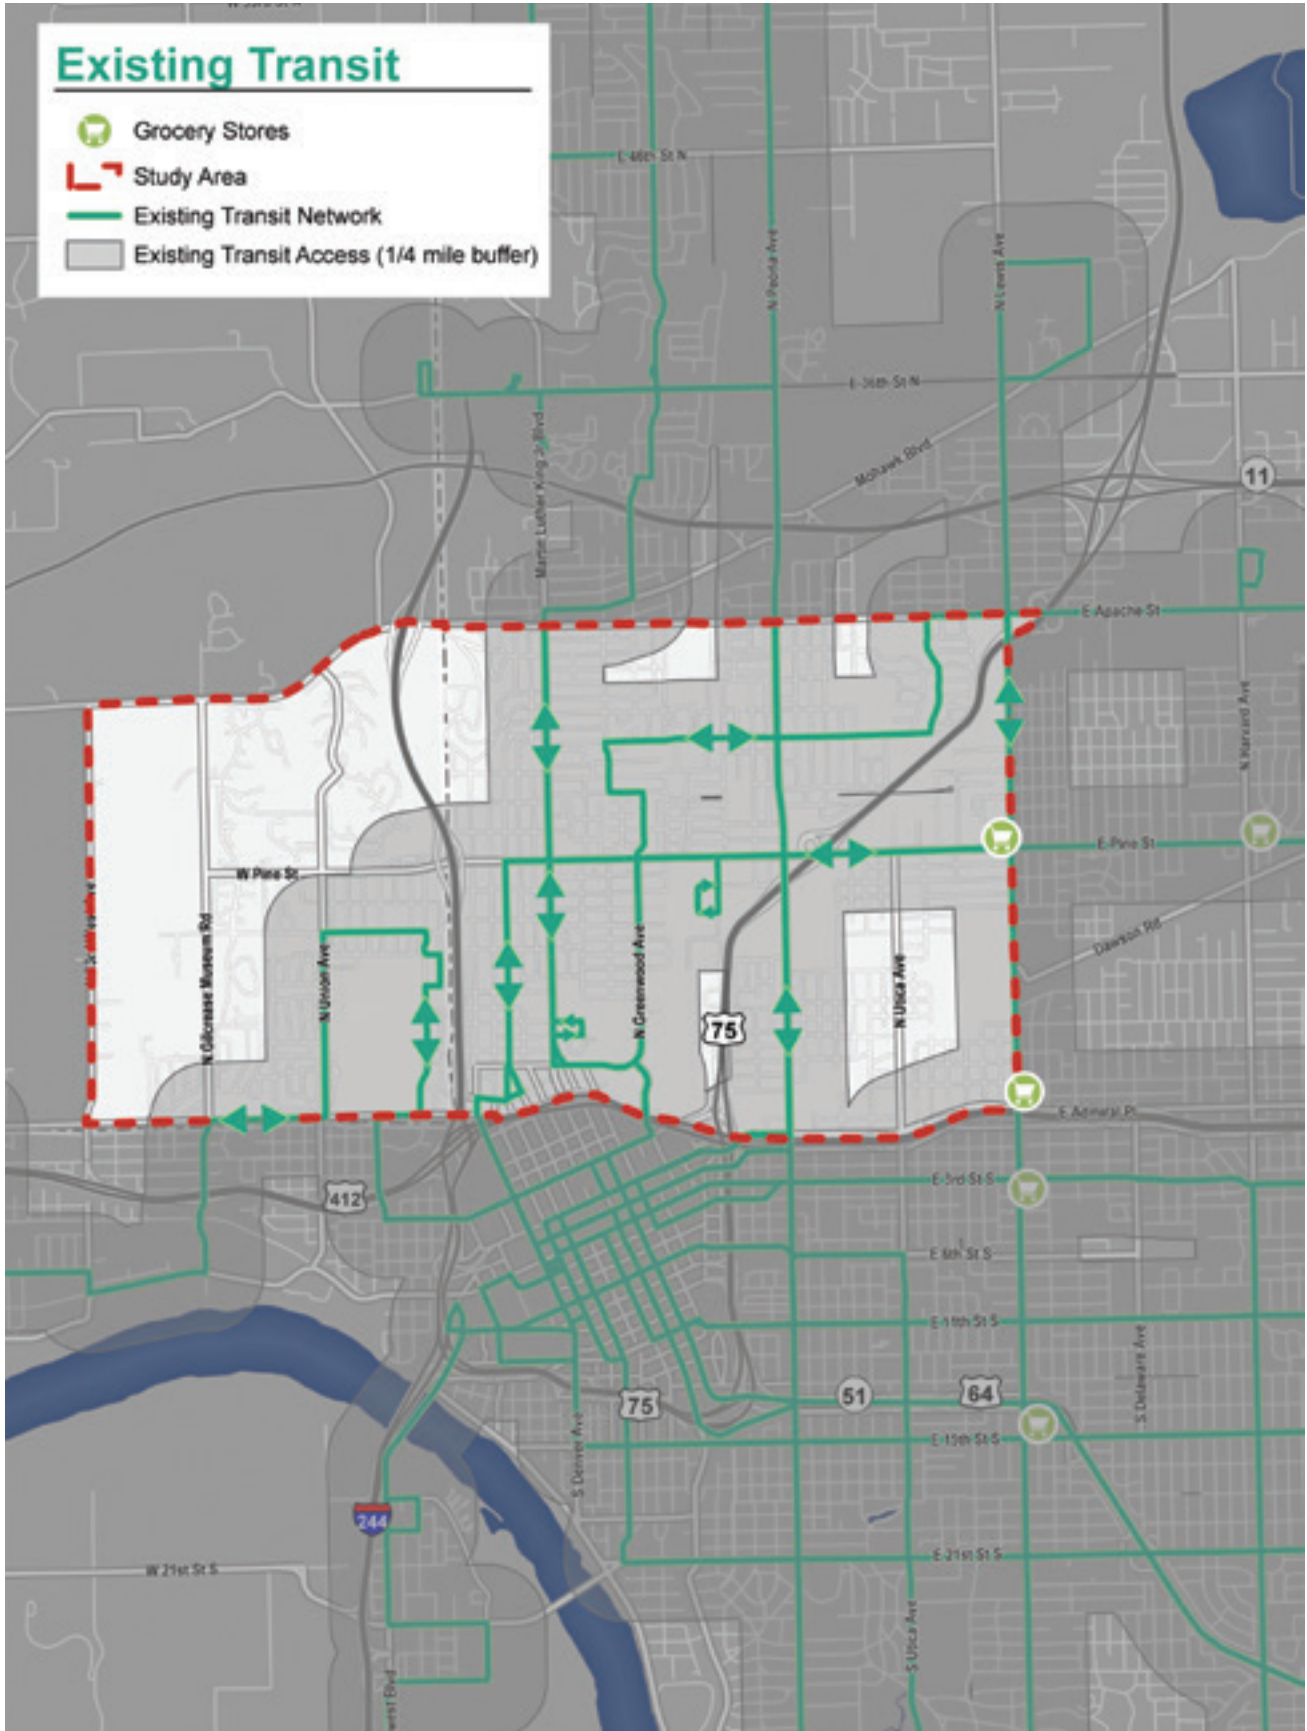 Existing Transit
Grocery Stores
Study Area
Existing Transit Network
Existing Transit Access (1/4 mile buffer)
E 46th St N
N Peoria Ave
N Lewis Ave
E 36th St N
Martin Luther King Jr Blvd
Mohawk Blvd
11
E Apache St
N Harvard Ave
E Pine St
W Pine St
Dawson Rd
N Gilcrease Museum Rd
N Union Ave
N Greenwood Ave
N Utica Ave
75
E Admiral Pl
412
E 3rd St S
E 6th St S
E 11th St S
S Delaware Ave
75
51
64
S Denver Ave
E 15th St S
244
W 21st St S
E 21st St S
S Utica Ave
west Blvd